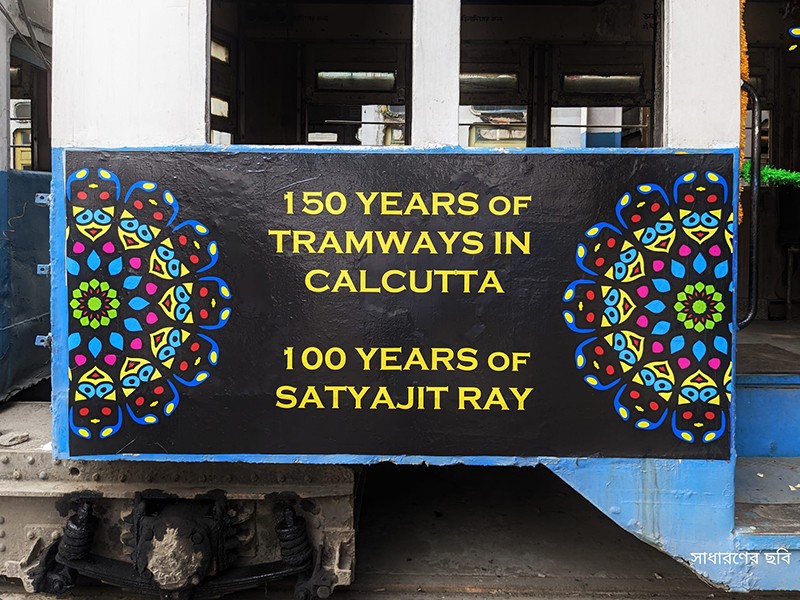 150 YEARS OF
TRAMWAYS IN
CALCUTTA
100 YEARS OF
SATYAJIT RAY
সাধারণের ছবি